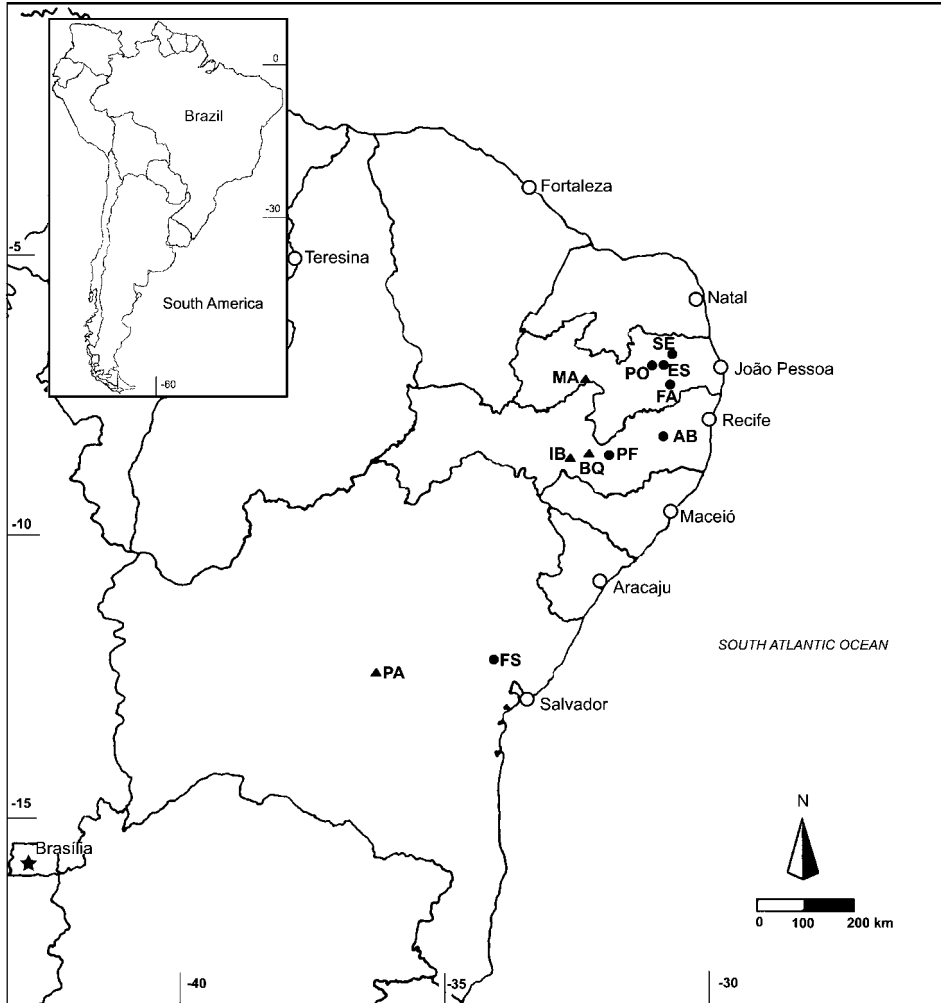 0
Brazil
-30
South America
-60
Fortaleza
-5
Teresina
Natal
SE
PO
ES
João Pessoa
MA
FA
Recife
AB
IB
BQ
PF
Maceió
-10
Aracaju
SOUTH ATLANTIC OCEAN
FS
PA
Salvador
-15
N
Brasília
0
100
200 km
-40
-35
-30